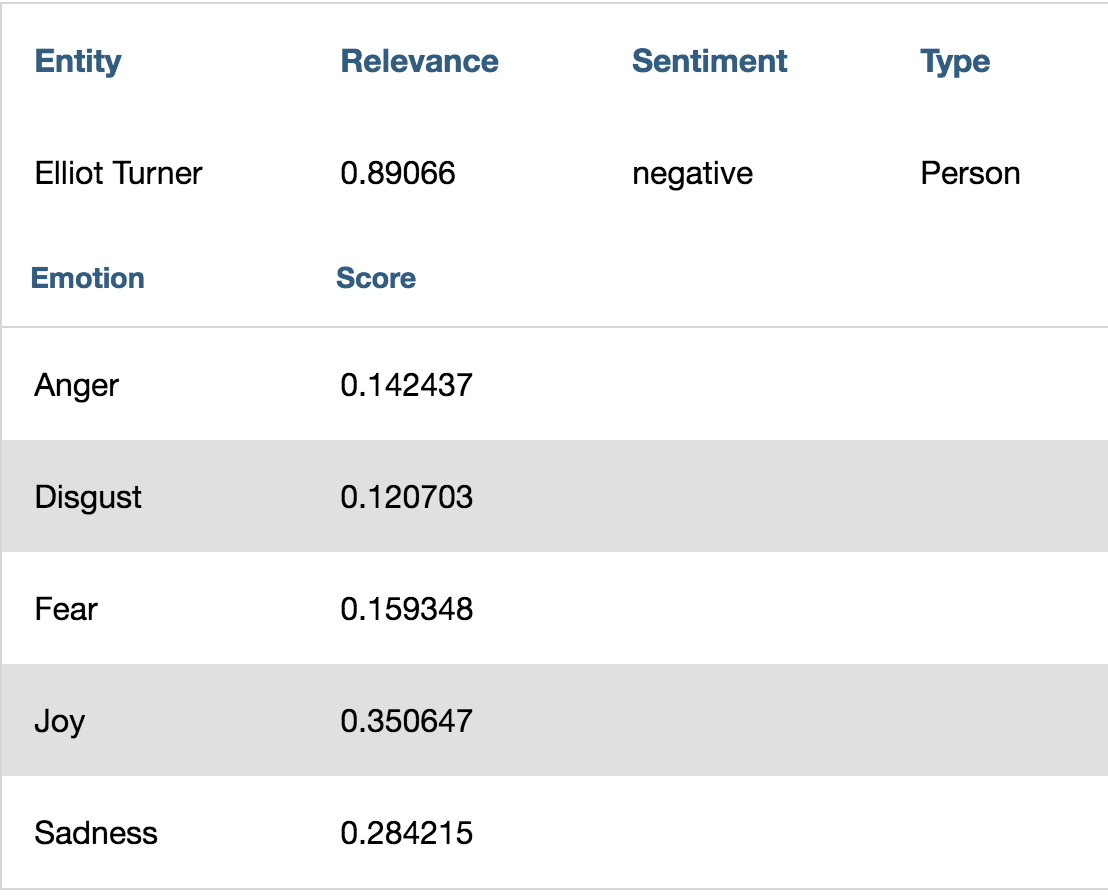 Entity Relevance Sentiment Type
Elliot Turner 0.89066 negative Person
Emotion Score
Anger 0.142437
Disgust 0.120703
Fear 0.159348
Joy 0.350647
Sadness 0.284215